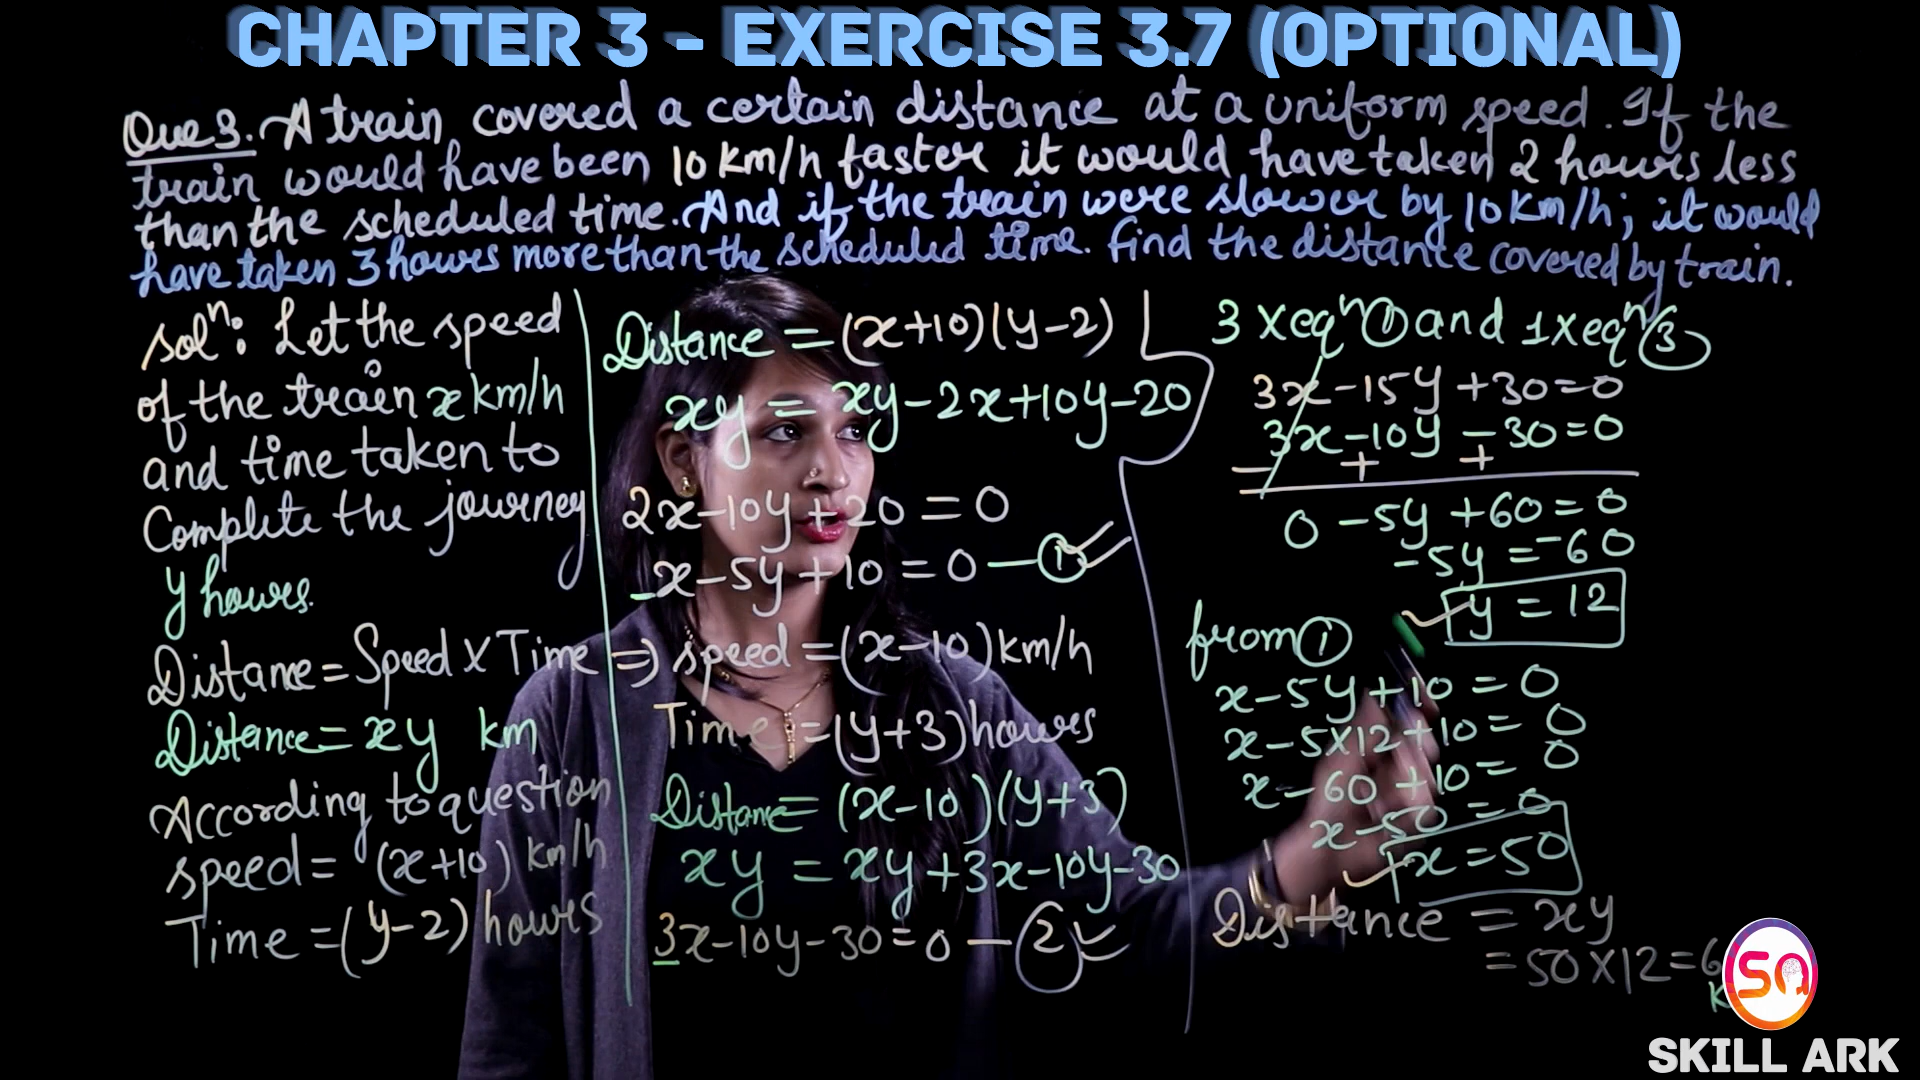 CHAPTER 3 - EXERCISE 3.7 (OPTIONAL)
Que 3. A train covered a certain distance at a uniform speed. If the
train would have been 10 km/h faster it would have taken 2 hours less
than the scheduled time. And if the train were slower by 10 km/h; it would
have taken 3 hours more than the scheduled time. find the distance covered by train.
solⁿ: Let the speed
of the train x km/h
and time taken to
Complete the journey
y hours.
Distance = Speed X Time
Distance = xy km
According to question
speed = (x+10) km/h
Time = (y-2) hours
Distance = (x+10)(y-2)
xy = xy-2x+10y-20
2x-10y+20=0
x-5y+10=0 — ①
⇒ speed = (x-10) km/h
Time = (y+3) hours
Distance = (x-10)(y+3)
xy = xy+3x-10y-30
3x-10y-30=0 — ②
3 X eqⁿ ① and 1 x eqⁿ ③
3x-15y+30=0
3x-10y-30=0
- + +
0 -5y+60=0
-5y=-60
y = 12
from ①
x-5y+10=0
x-5x12+10=0
x-60+10=0
x-50=0
x=50
Distance = xy
=50X12=6
K
SA
SKILL ARK